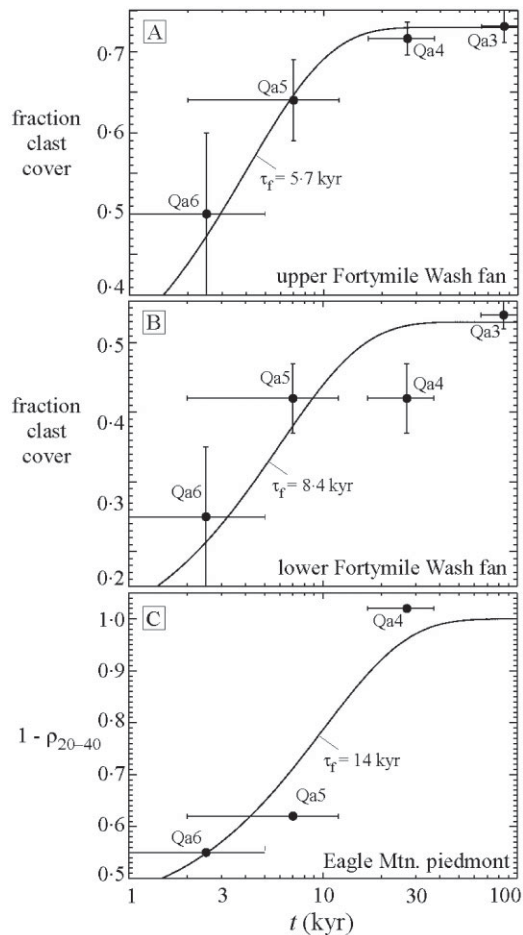 A
0·7
Qa3
Qa4
Qa5
fraction
clast
cover
0·6
τf = 5·7 kyr
Qa6
0·5
0·4
upper Fortymile Wash fan
B
0·5
Qa3
Qa5
Qa4
fraction
clast
cover
0·4
τf = 8·4 kyr
0·3
Qa6
0·2
lower Fortymile Wash fan
C
1·0
Qa4
0·9
0·8
1 - ρ20–40
τf = 14 kyr
0·7
Qa5
0·6
Qa6
0·5
Eagle Mtn. piedmont
1 3 10 30 100
t (kyr)